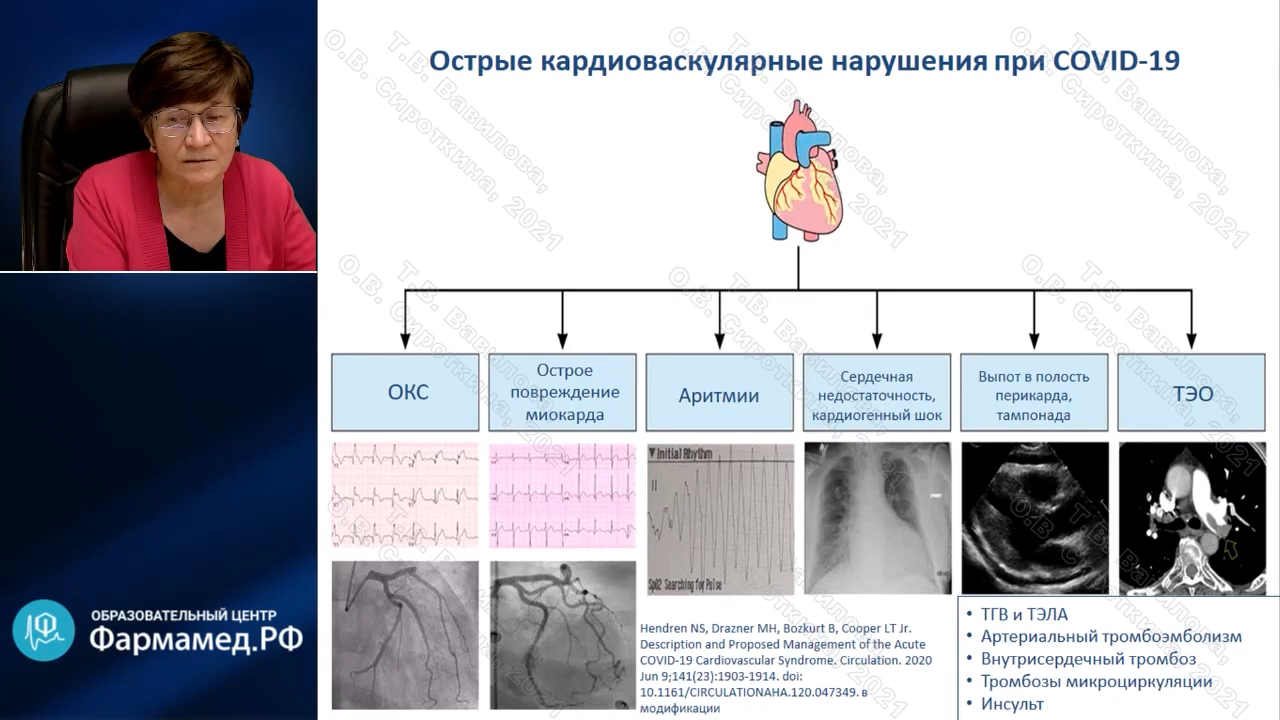 Острые кардиоваскулярные нарушения при COVID-19
ОКС
Острое
повреждение
миокарда
Аритмии
Сердечная
недостаточность,
кардиогенный шок
Выпот в полость
перикарда,
тампонада
ТЭО
Initial Rhythm
II
SpO2 Searching for Pulse
Hendren NS, Drazner MH, Bozkurt B, Cooper LT Jr.
Description and Proposed Management of the Acute
COVID-19 Cardiovascular Syndrome. Circulation. 2020
Jun 9;141(23):1903-1914. doi:
10.1161/CIRCULATIONAHA.120.047349. в
модификации
• ТГВ и ТЭЛА
• Артериальный тромбоэмболизм
• Внутрисердечный тромбоз
• Тромбозы микроциркуляции
• Инсульт
ОБРАЗОВАТЕЛЬНЫЙ ЦЕНТР
Фармамед.РФ
Т.В. Вавилова,
О.В. Сироткина, 2021